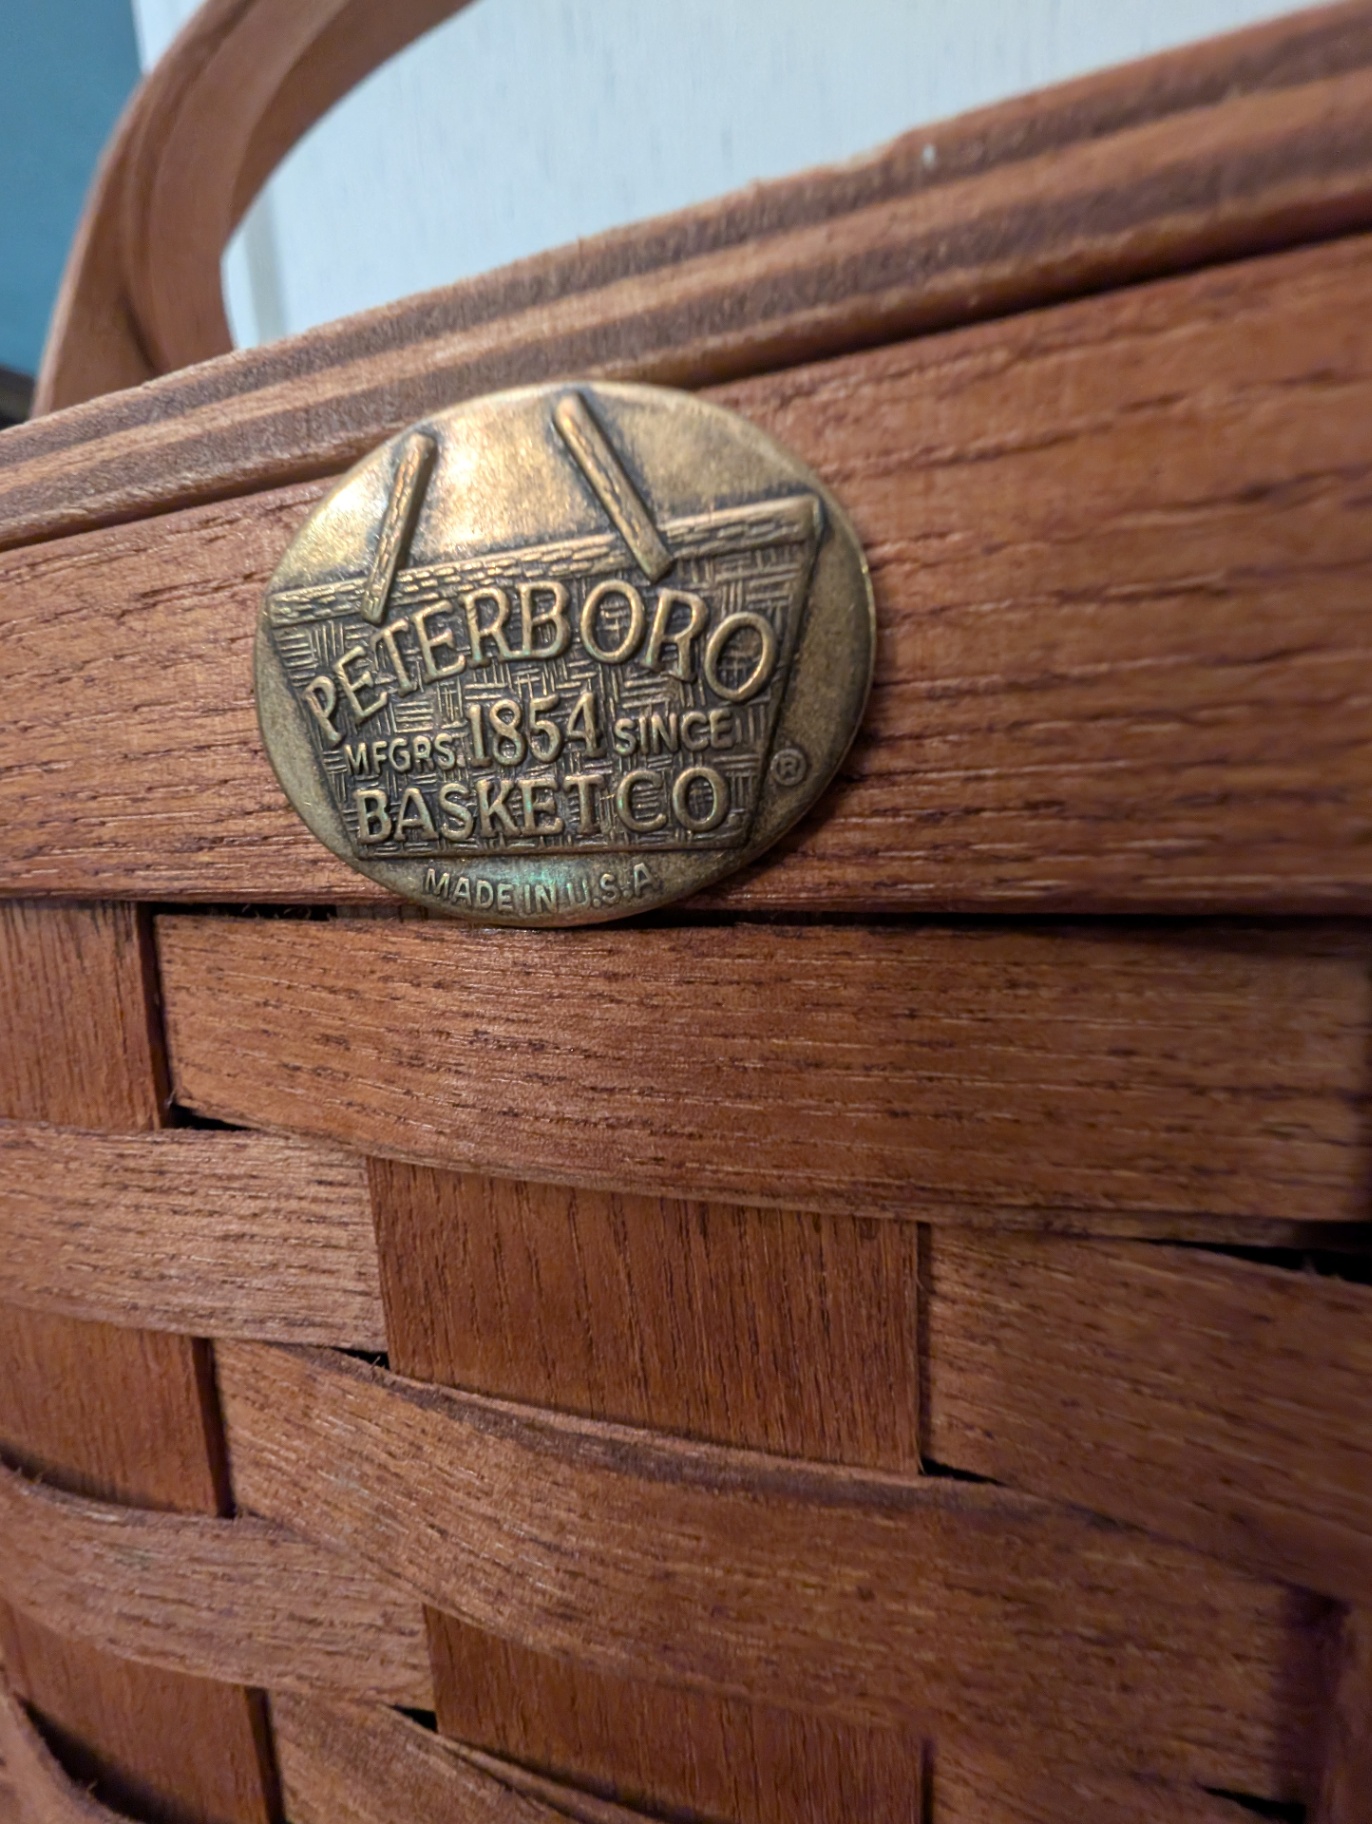 PETERBORO
MFGRS. 1854 SINCE
BASKET CO
®
MADE IN U.S.A